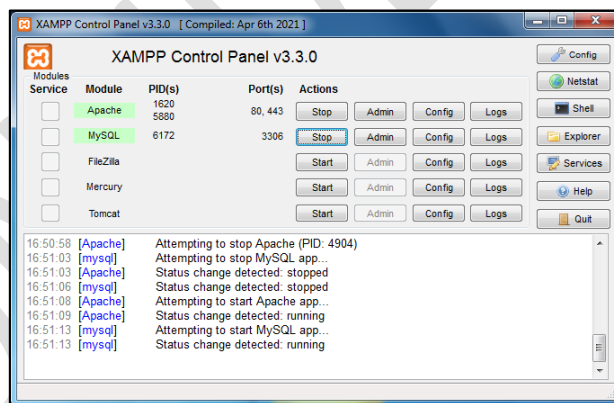 XAMPP Control Panel v3.3.0 [ Compiled: Apr 6th 2021 ]
XAMPP Control Panel v3.3.0
Config
Modules
Service Module PID(s) Port(s) Actions
Netstat
Apache 1620 5880 80, 443 Stop Admin Config Logs
Shell
MySQL 6172 3306 Stop Admin Config Logs
Explorer
FileZilla Start Admin Config Logs
Services
Mercury Start Admin Config Logs
Help
Tomcat Start Admin Config Logs
Quit
16:50:58 [Apache] Attempting to stop Apache (PID: 4904)
16:51:03 [mysql] Attempting to stop MySQL app...
16:51:03 [Apache] Status change detected: stopped
16:51:06 [mysql] Status change detected: stopped
16:51:08 [Apache] Attempting to start Apache app...
16:51:09 [Apache] Status change detected: running
16:51:13 [mysql] Attempting to start MySQL app...
16:51:13 [mysql] Status change detected: running